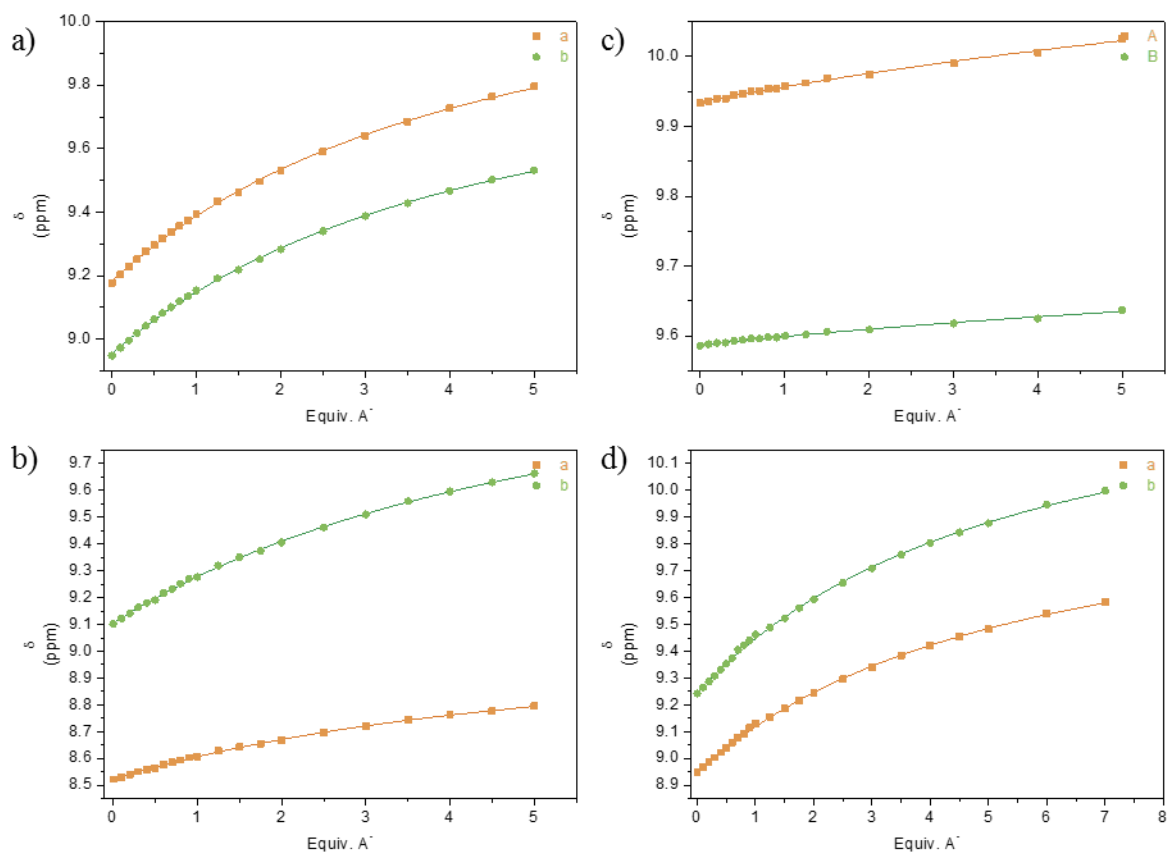 a)
10.0
9.8
9.6
9.4
9.2
9.0
δ
(ppm)
0 1 2 3 4 5
Equiv. A⁻
a
b
c)
10.0
9.9
9.8
9.7
9.6
δ
(ppm)
0 1 2 3 4 5
Equiv. A⁻
A
B
b)
9.7
9.6
9.5
9.4
9.3
9.2
9.1
9.0
8.9
8.8
8.7
8.6
8.5
δ
(ppm)
0 1 2 3 4 5
Equiv. A⁻
a
b
d)
10.1
10.0
9.9
9.8
9.7
9.6
9.5
9.4
9.3
9.2
9.1
9.0
8.9
δ
(ppm)
0 1 2 3 4 5 6 7 8
Equiv. A⁻
a
b